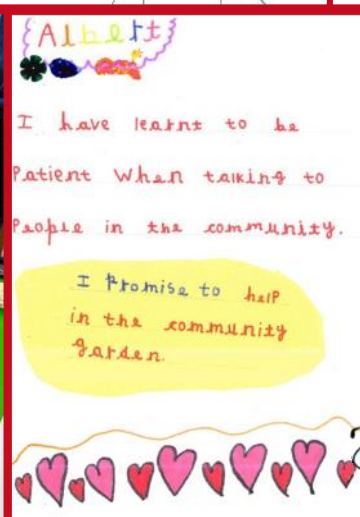 Albert
I have learnt to be
Patient When talking to
People in the community.
I Promise to help
in the community
garden.